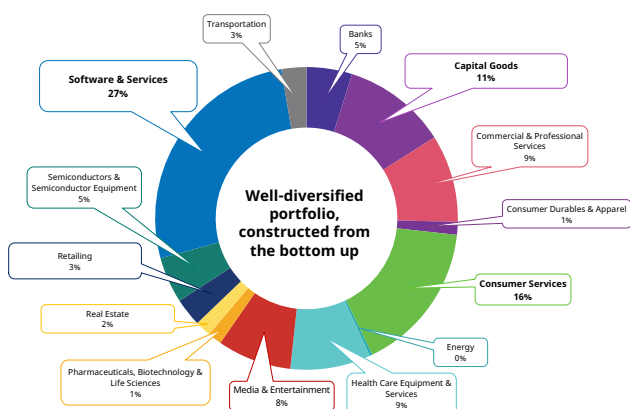 Transportation
3%
Banks
5%
Software & Services
27%
Capital Goods
11%
Commercial & Professional
Services
9%
Semiconductors &
Semiconductor Equipment
5%
Well-diversified
portfolio,
constructed from
the bottom up
Consumer Durables & Apparel
1%
Retailing
3%
Consumer Services
16%
Real Estate
2%
Energy
0%
Pharmaceuticals, Biotechnology &
Life Sciences
1%
Media & Entertainment
8%
Health Care Equipment &
Services
9%